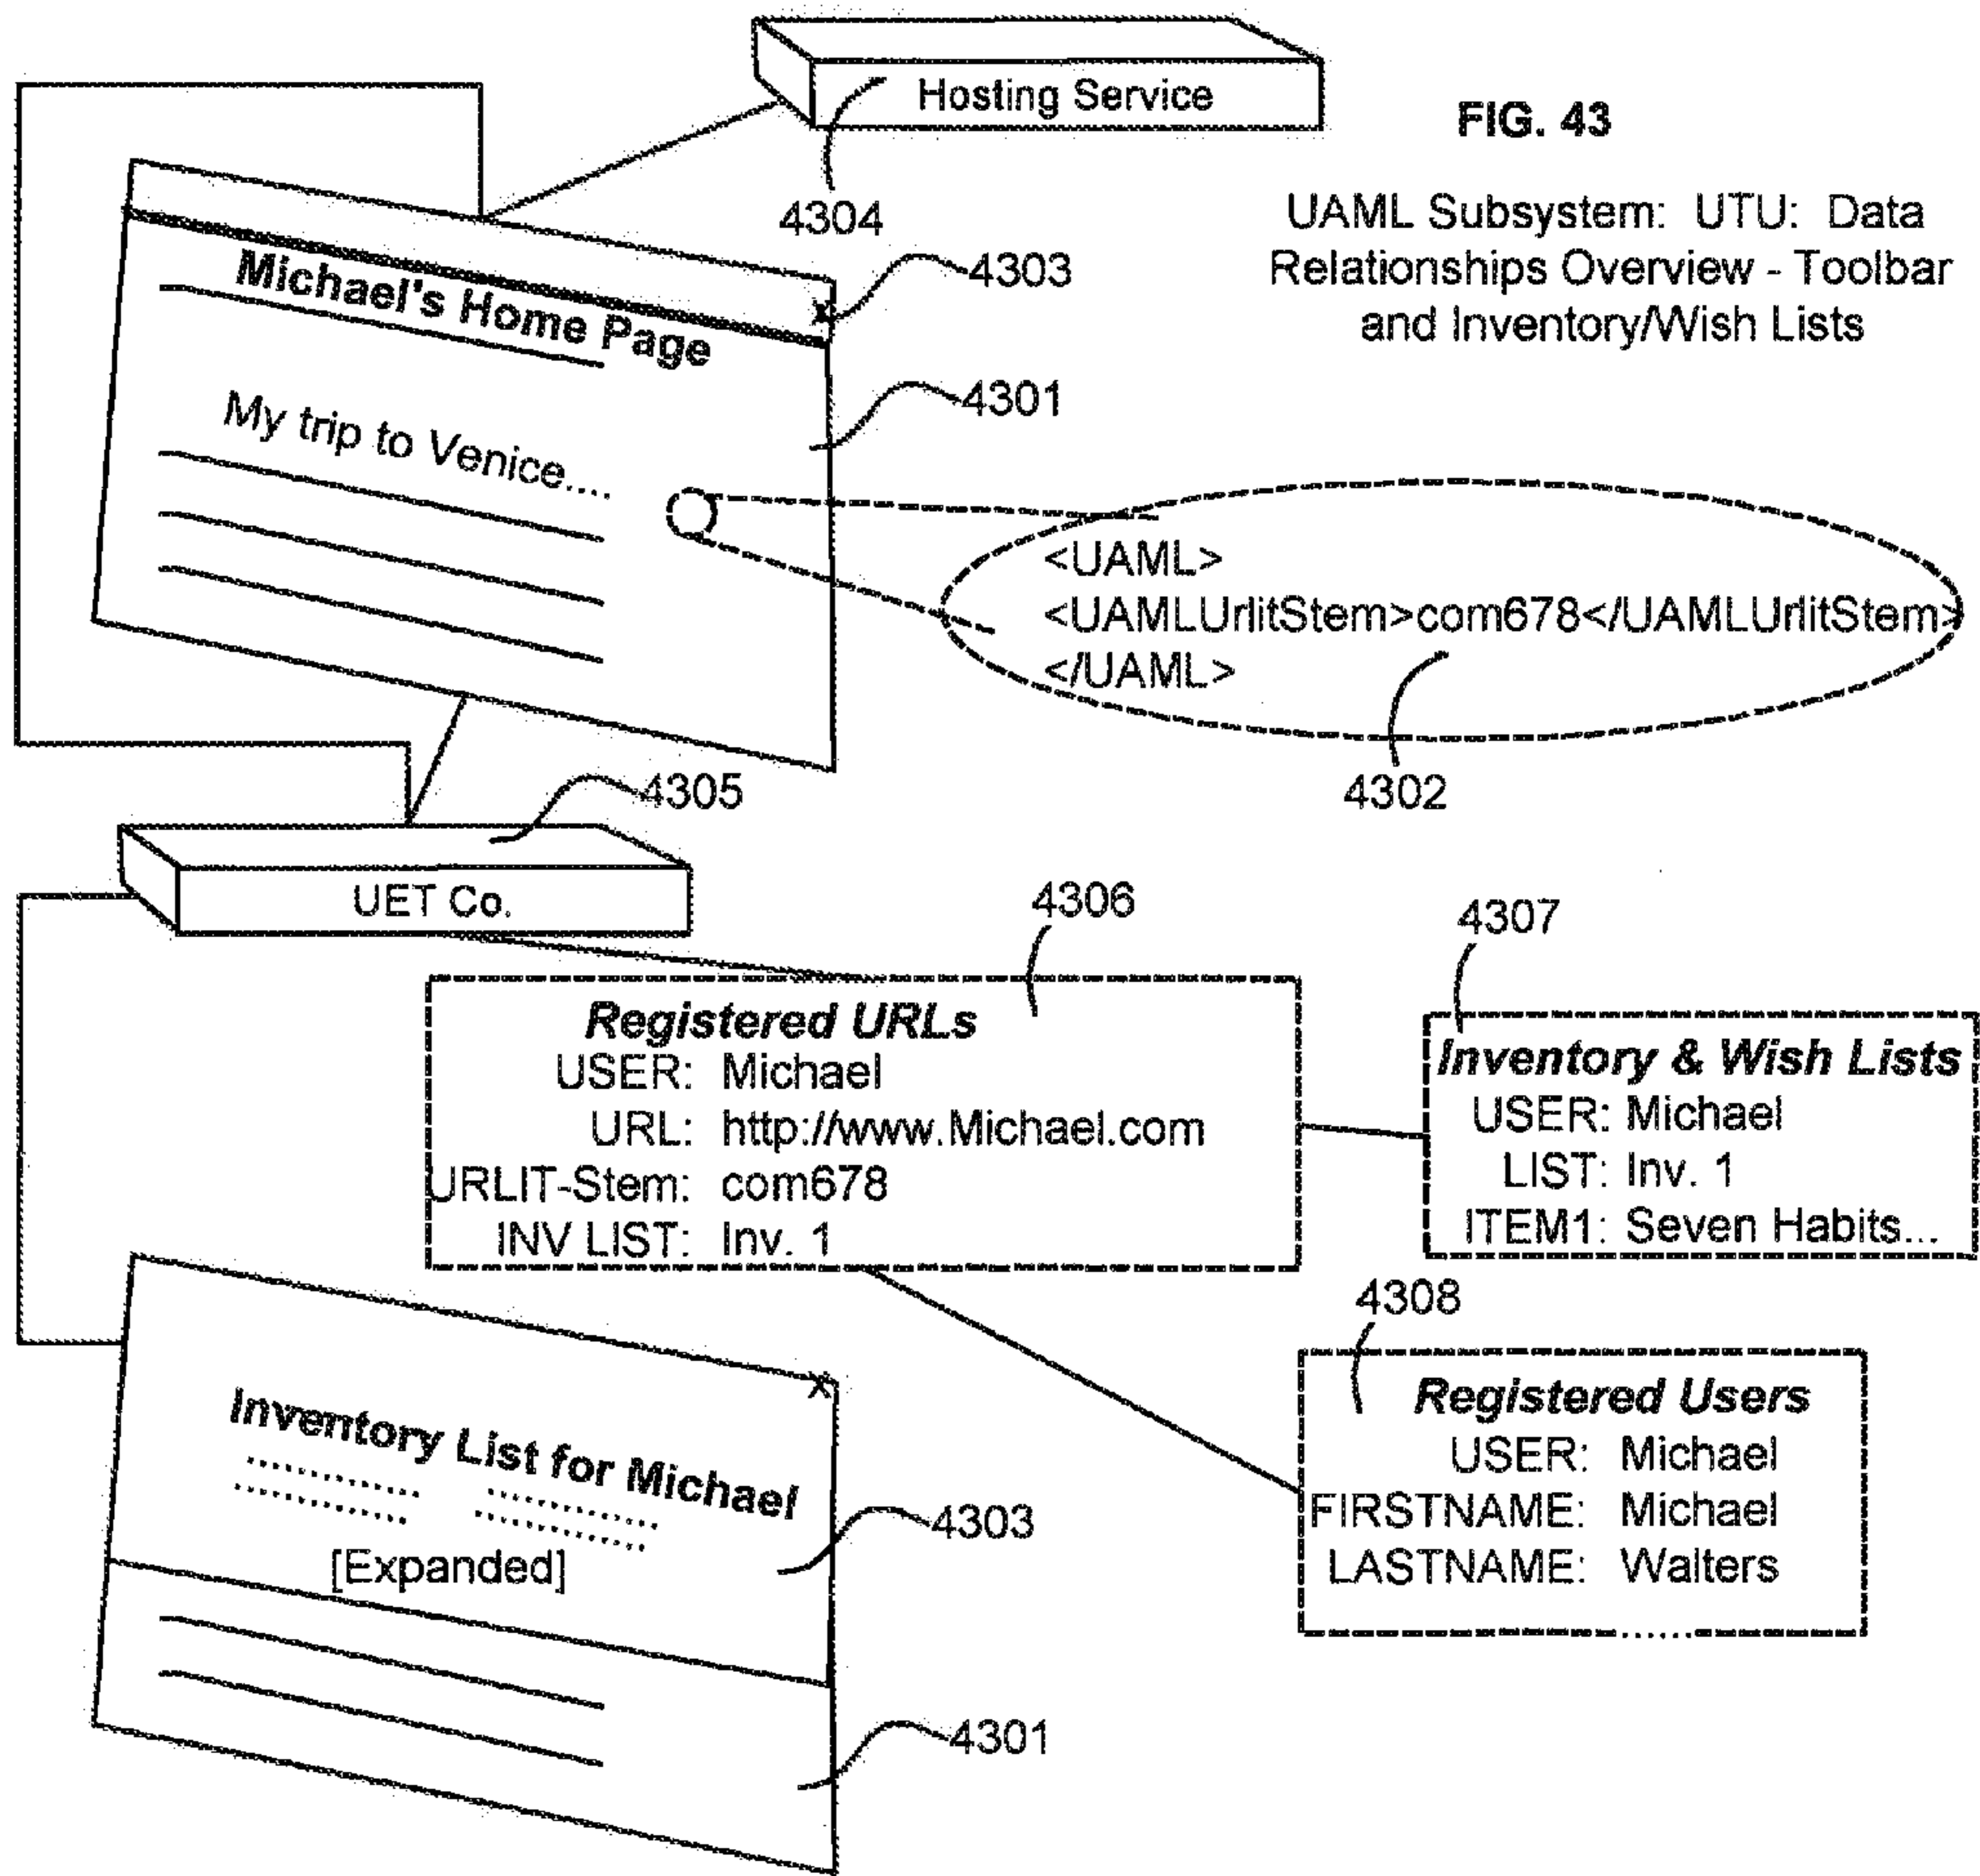 Hosting Service
FIG. 43
4304
UAML Subsystem: UTU: Data
Relationships Overview - Toolbar
and Inventory/Wish Lists
4303
x
Michael's Home Page
4301
My trip to Venice....
<UAML>
<UAMLUrlitStem>com678</UAMLUrlitStem>
</UAML>
4302
4305
UET Co.
4306
4307
Registered URLs
USER: Michael
URL: http://www.Michael.com
URLIT-Stem: com678
INV LIST: Inv. 1
Inventory & Wish Lists
USER: Michael
LIST: Inv. 1
ITEM1: Seven Habits...
4308
Registered Users
USER: Michael
FIRSTNAME: Michael
LASTNAME: Walters
......
x
Inventory List for Michael
[Expanded]
4303
4301